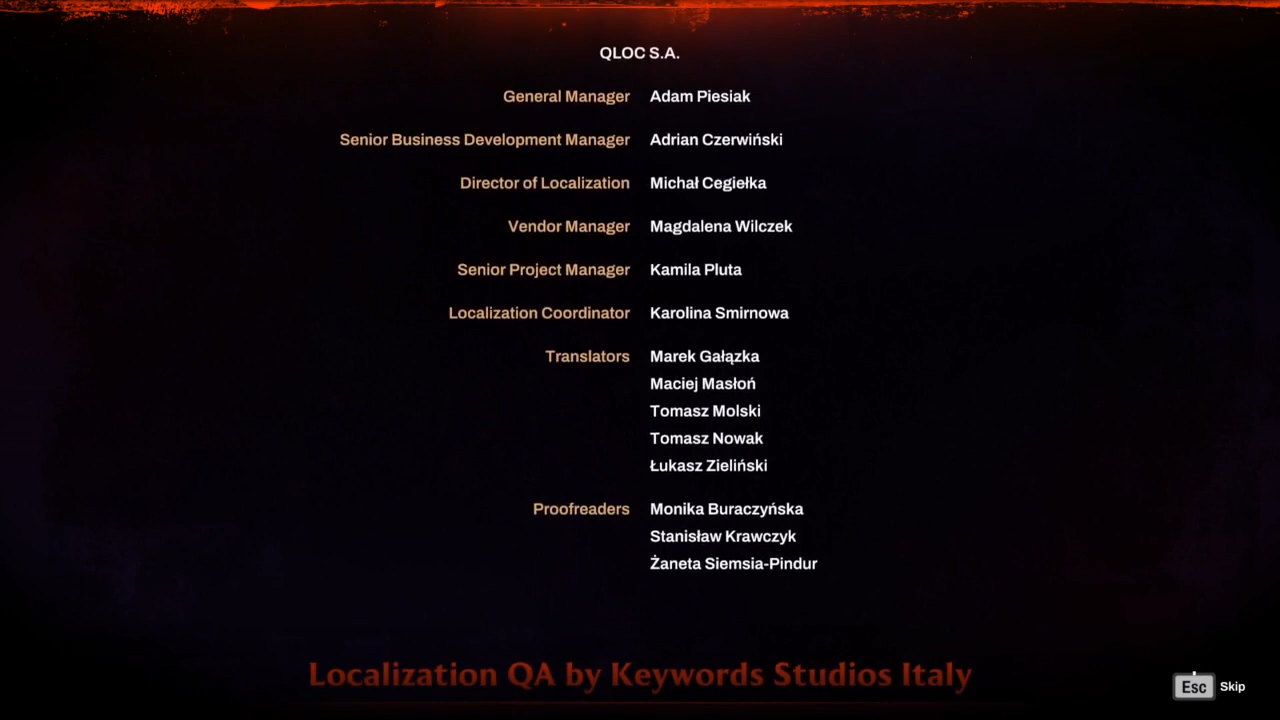 QLOC S.A.
General Manager Adam Piesiak
Senior Business Development Manager Adrian Czerwiński
Director of Localization Michał Cegiełka
Vendor Manager Magdalena Wilczek
Senior Project Manager Kamila Pluta
Localization Coordinator Karolina Smirnowa
Translators Marek Gałązka
Maciej Masłoń
Tomasz Molski
Tomasz Nowak
Łukasz Zieliński
Proofreaders Monika Buraczyńska
Stanisław Krawczyk
Żaneta Siemsia-Pindur
Localization QA by Keywords Studios Italy
Esc Skip